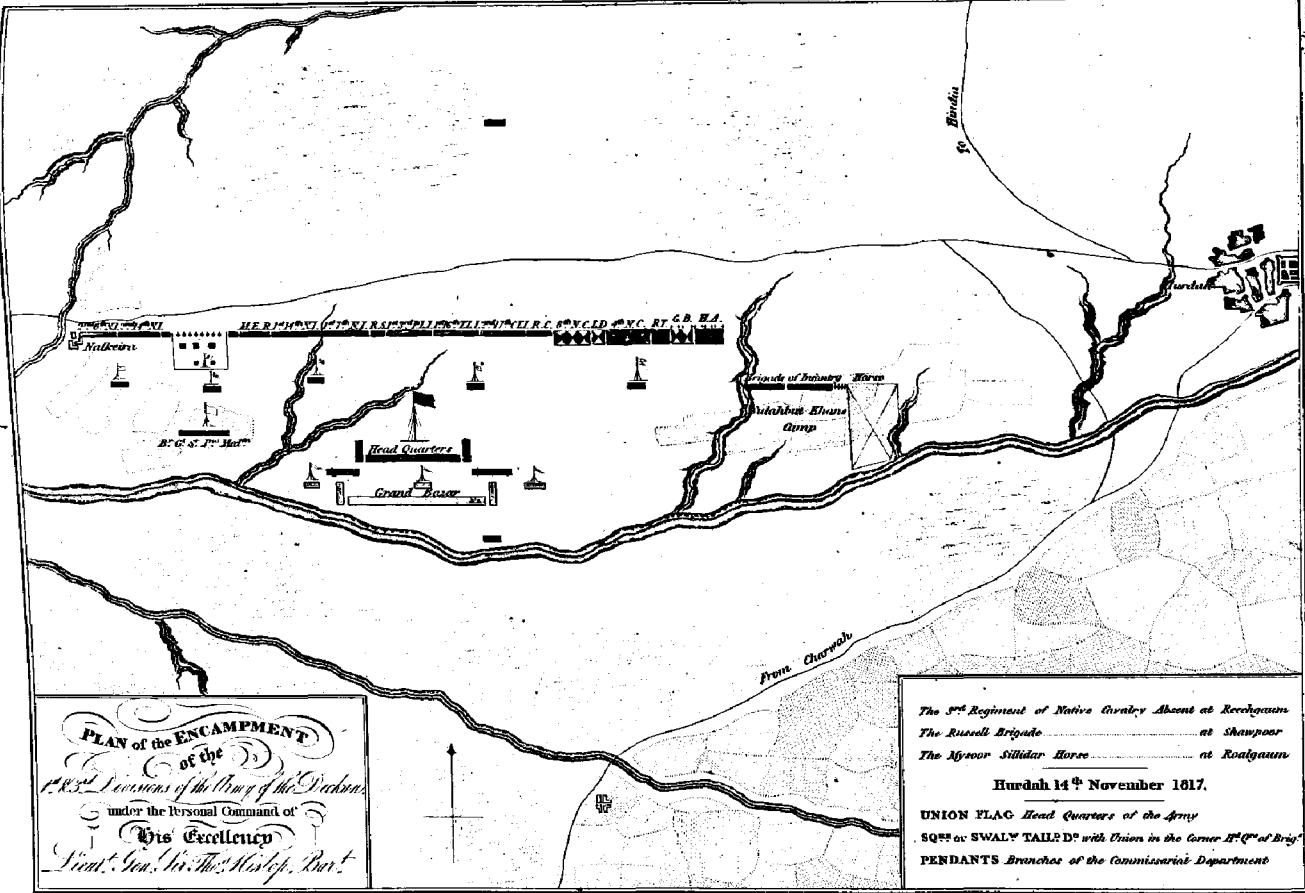 to Hindia
Hurdah
Nalkeira
M.E.R. 1st 14th N.I.
R.T. G.B. H.A.
Brigade of Infantry Horse
Salabut Khans
Camp
Head Quarters
Grand Bazar
From Charwah
PLAN of the ENCAMPMENT
of the
1st & 3rd Divisions of the Army of the Deckan
under the Personal Command of
His Excellency
Lieut. Gen. Sir Thos. Hislop, Bart.
The 3rd Regiment of Native Cavalry Absent at Reechgaum
The Russell Brigade at Shawpoor
The Mysoor Sillidar Horse at Roalgaum
Hurdah 14th November 1817.
UNION FLAG Head Quarters of the Army
SQRE or SWALW TAILD Do with Union in the Corner Hd Qrs of Brigs
PENDANTS Branches of the Commissariat Department